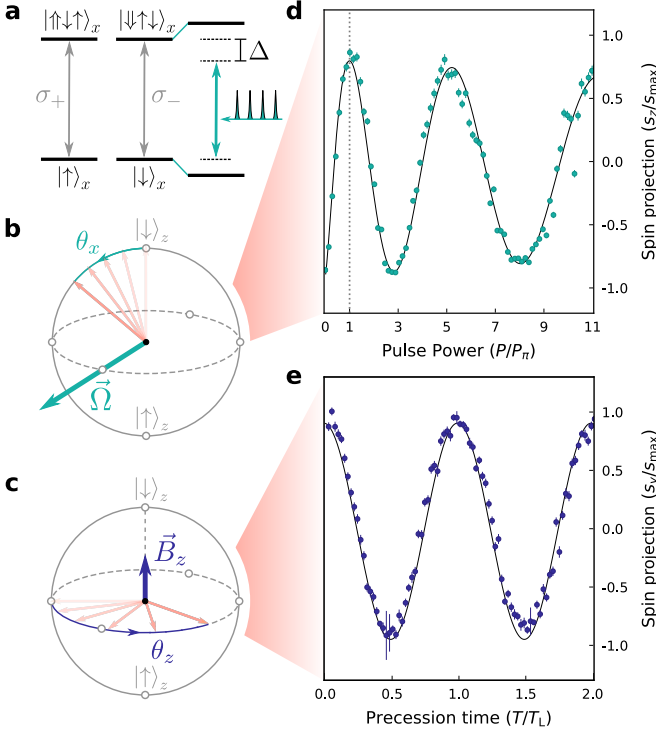 a
|⇑↓↑⟩x
|⇓↑↓⟩x
Δ
σ+
σ−
|↑⟩x
|↓⟩x
b
|↓⟩z
θx
Ω⃗
|↑⟩z
c
|↓⟩z
B⃗z
θz
|↑⟩z
d
1.0
0.5
0.0
-0.5
-1.0
Spin projection (sz/smax)
0 1 3 5 7 9 11
Pulse Power (P/Pπ)
e
1.0
0.5
0.0
-0.5
-1.0
Spin projection (sy/smax)
0.0 0.5 1.0 1.5 2.0
Precession time (T/TL)